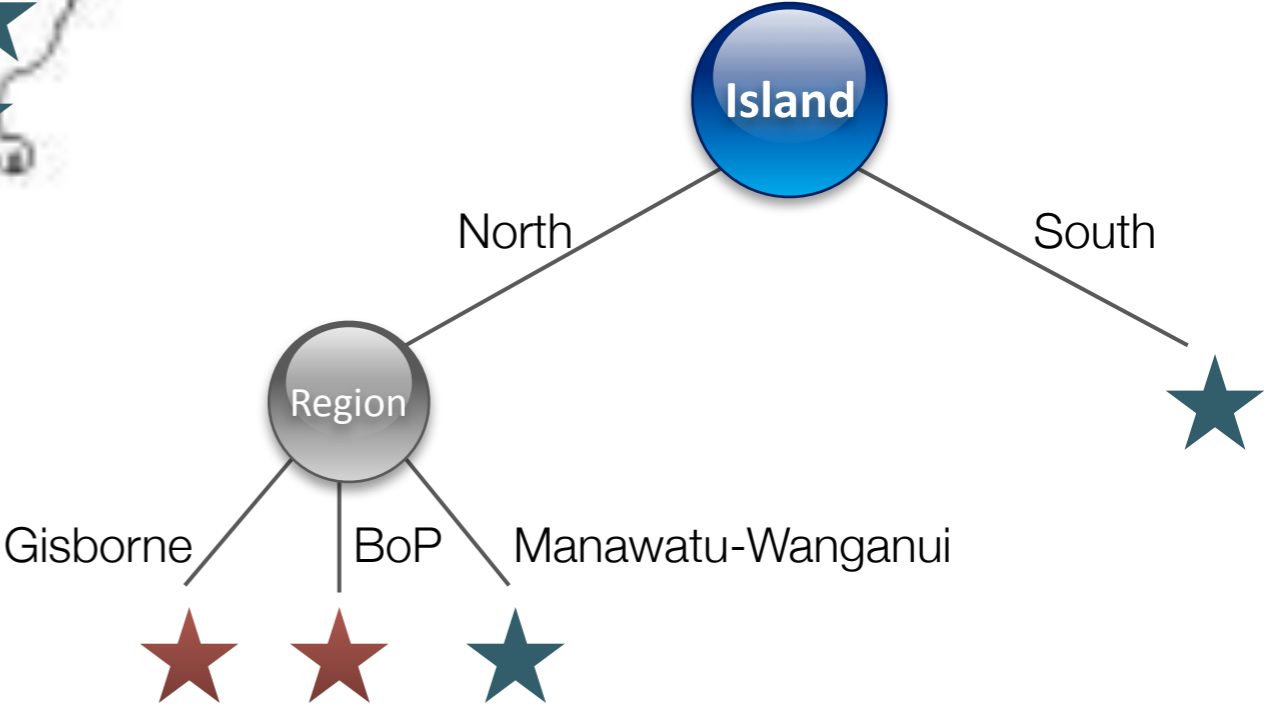 Island
North
South
Region
Gisborne
BoP
Manawatu-Wanganui